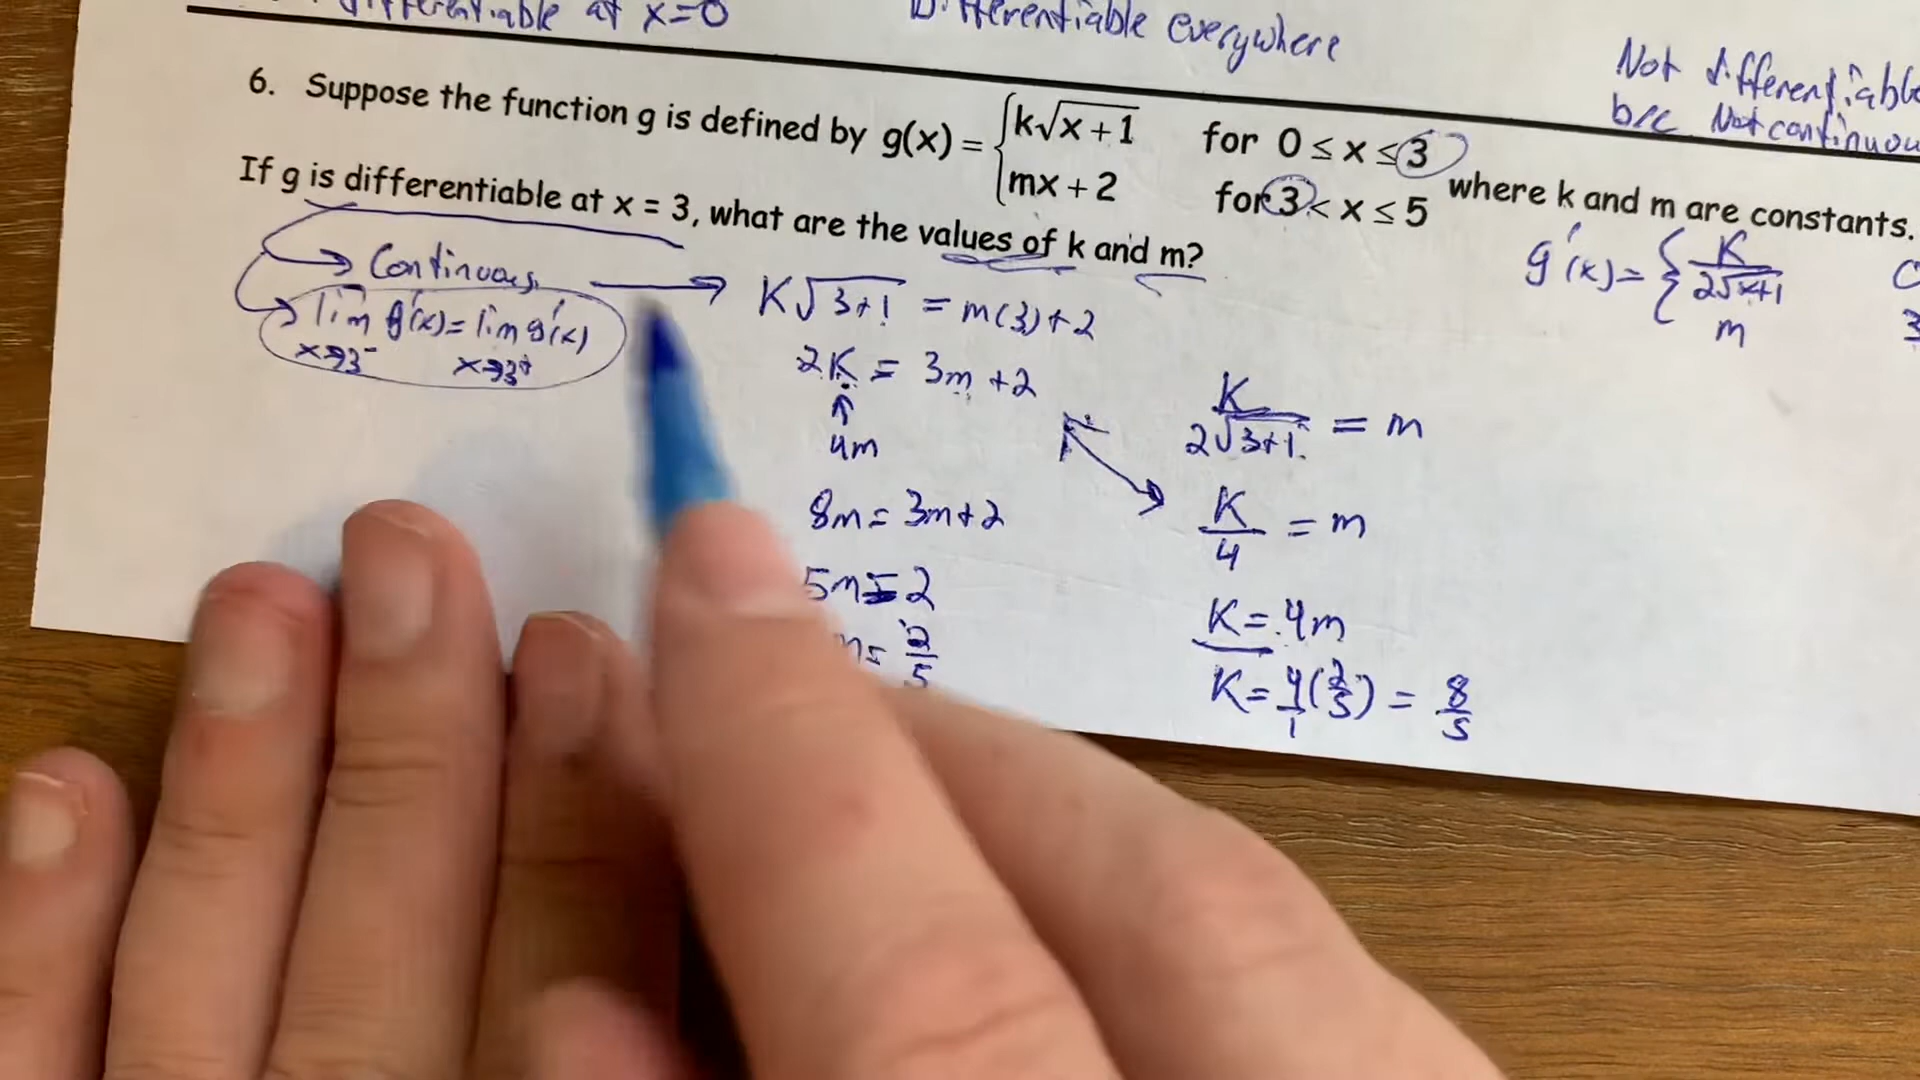 differentiable at x=0
Differentiable everywhere
Not differentiable
b/c Not continuous
6. Suppose the function g is defined by g(x) = { k√x+1 for 0 ≤ x ≤ 3
mx + 2 for 3 < x ≤ 5 where k and m are constants.
If g is differentiable at x = 3, what are the values of k and m?
→ Continuous →
→ lim g'(x) = lim g'(x)
x→3⁻ x→3⁺
K√3+1 = m(3)+2
2K = 3m + 2
↑
4m
8m = 3m+2
5m = 2
m = 2/5
g'(x) = { K/2√x+1
m
K/2√3+1 = m
K/4 = m
K = 4m
K = 4/1(2/5) = 8/5